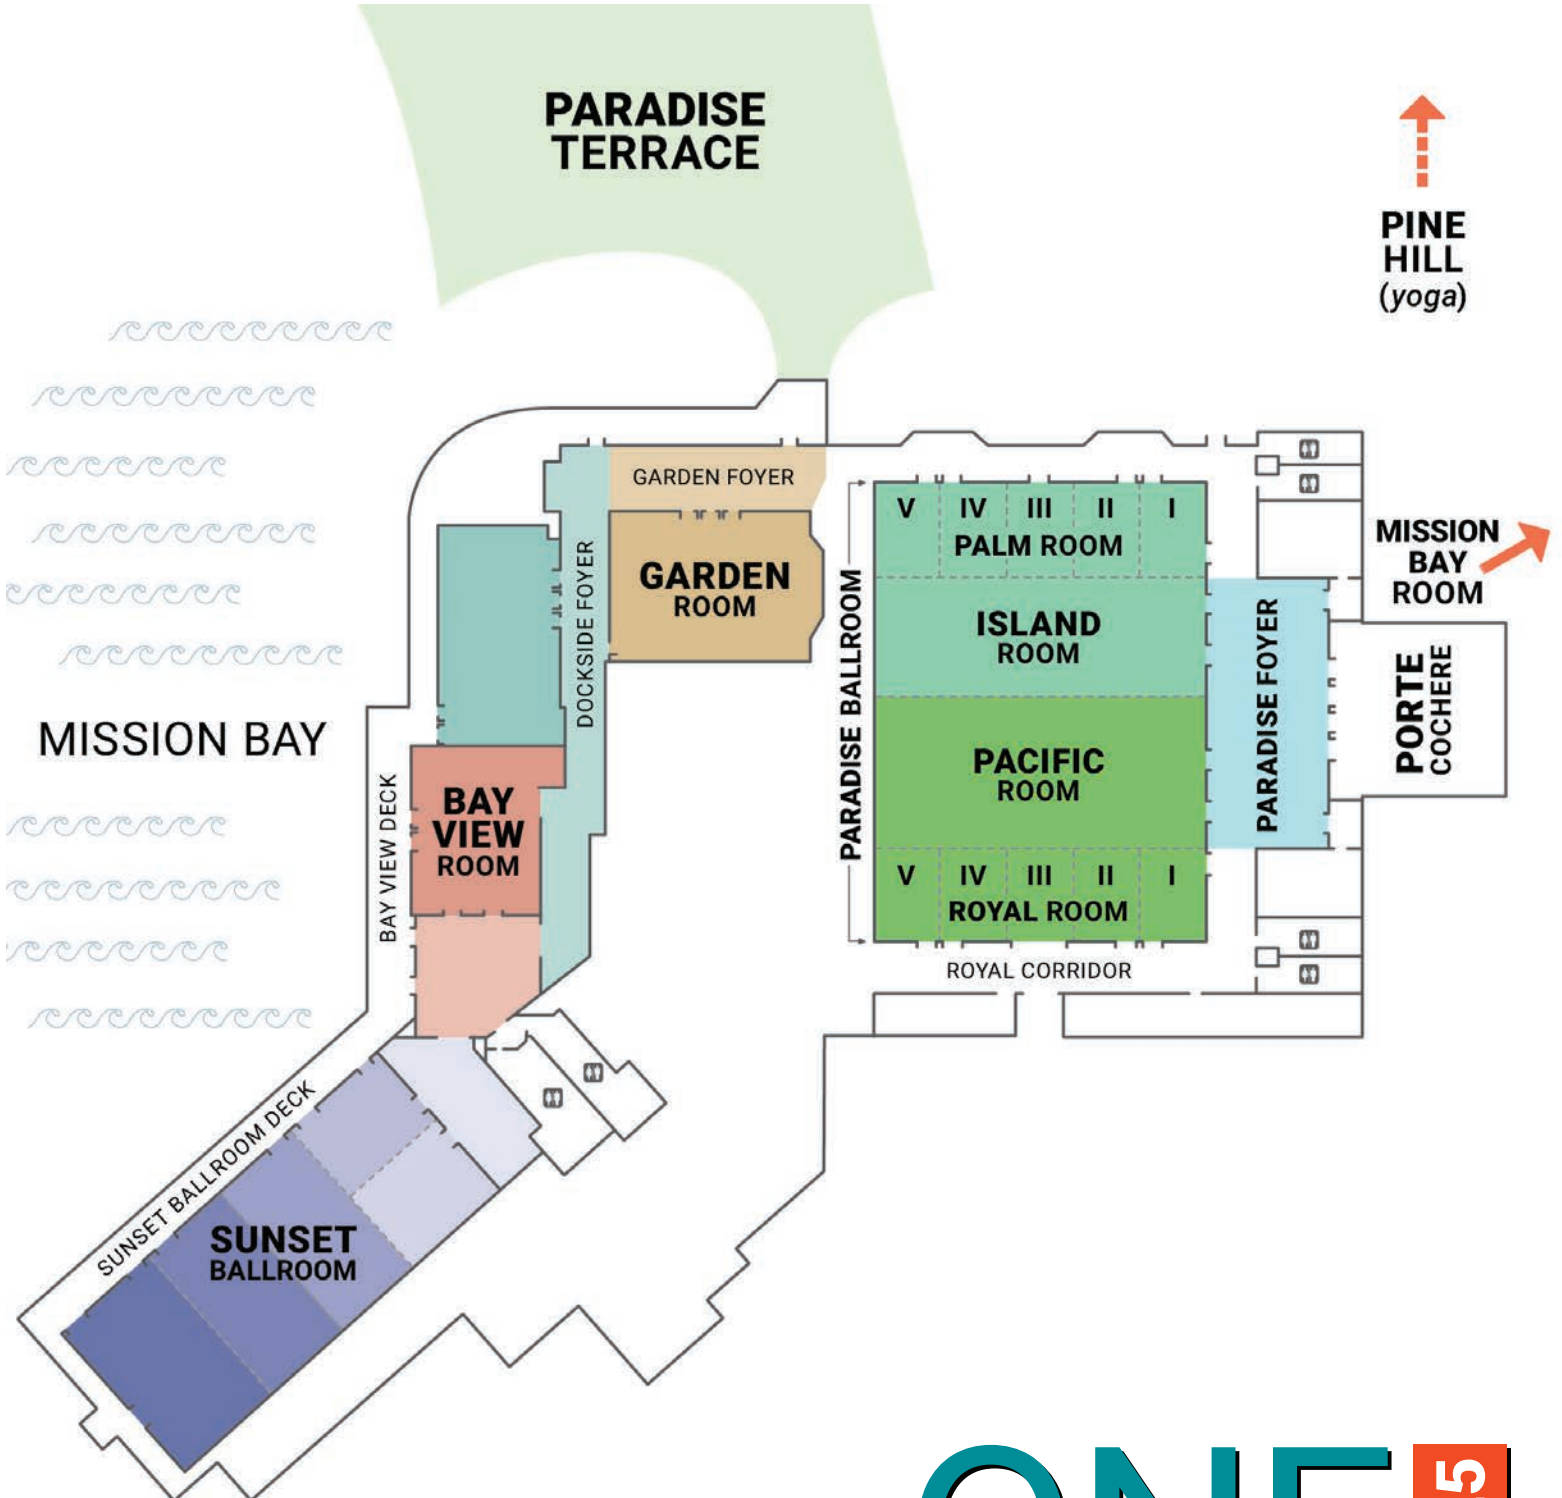 PARADISE
TERRACE
PINE
HILL
(yoga)
GARDEN FOYER
V IV III II I
PALM ROOM
MISSION
BAY
ROOM
DOCKSIDE FOYER
GARDEN
ROOM
PARADISE BALLROOM
ISLAND
ROOM
PARADISE FOYER
PORTE
COCHERE
MISSION BAY
PACIFIC
ROOM
BAY VIEW DECK
BAY
VIEW
ROOM
V IV III II I
ROYAL ROOM
ROYAL CORRIDOR
SUNSET BALLROOM DECK
SUNSET
BALLROOM
ONE
5